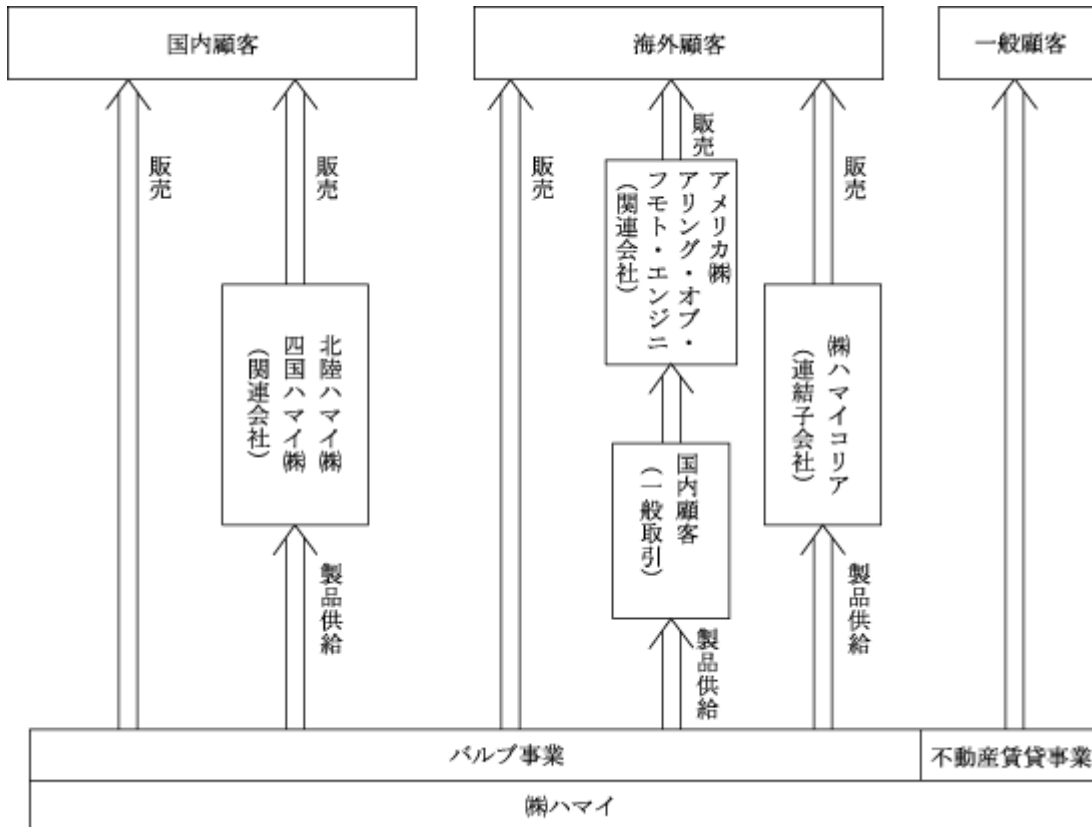 国内顧客
海外顧客
一般顧客
販売
販売
販売
販売
販売
アメリカ㈱
アリング・オブ・
フモト・エンジニ
（関連会社）
北陸ハマイ㈱
四国ハマイ㈱
（関連会社）
㈱ハマイコリア
（連結子会社）
国内顧客
（一般取引）
製品供給
製品供給
製品供給
バルブ事業
不動産賃貸事業
㈱ハマイ